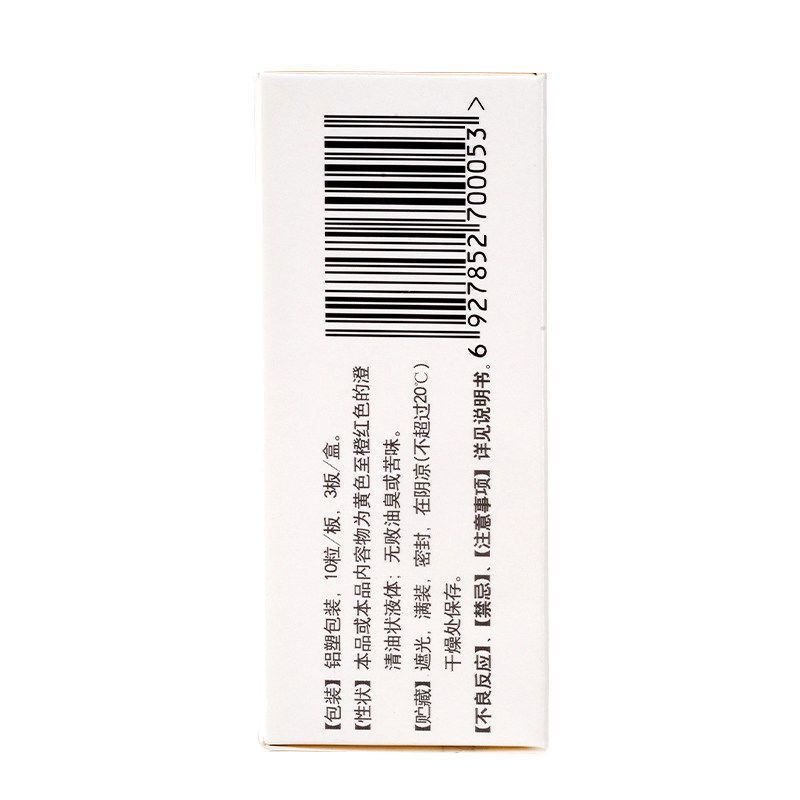 【包装】铝塑包装，10粒/板，3板/盒。
【性状】本品或本品内容物为黄色至橙红色的澄
清油状液体；无败油臭或苦味。
【贮藏】遮光，满装，密封，在阴凉(不超过20℃)
干燥处保存。
【不良反应】、【禁忌】、【注意事项】详见说明书。
6 927852 700053 >